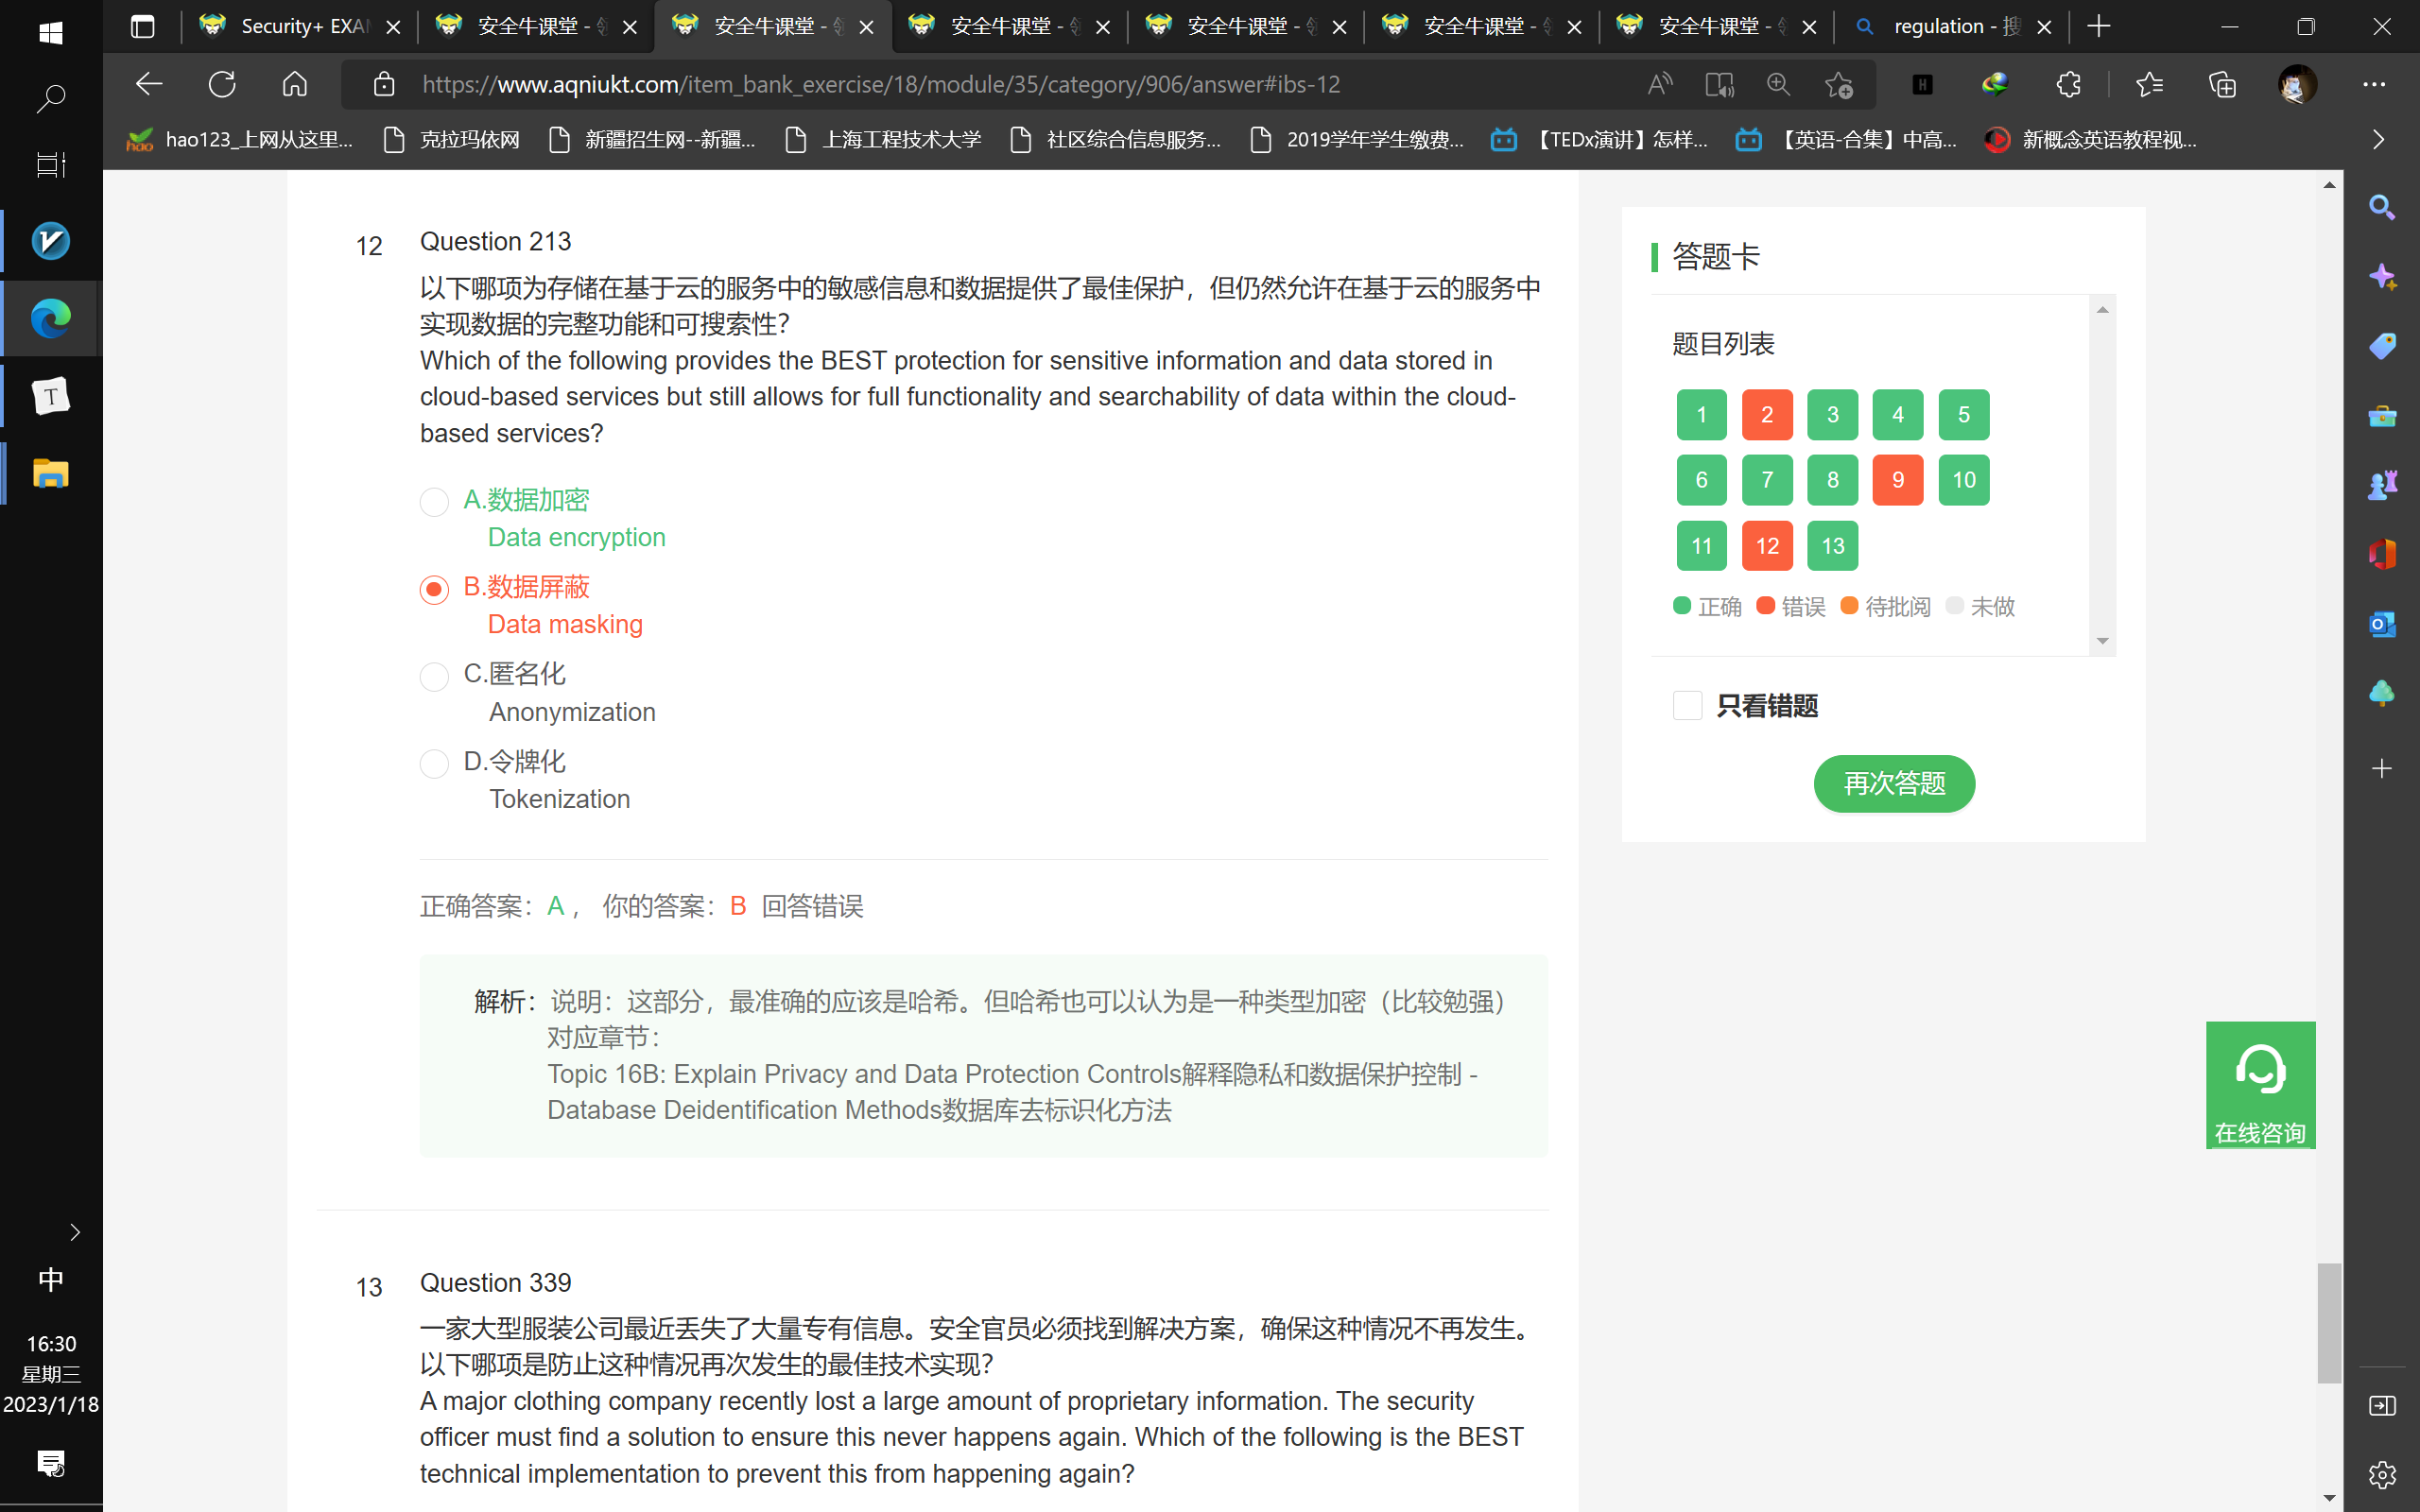 Security+ EXA
安全牛课堂 -
安全牛课堂 -
安全牛课堂 -
安全牛课堂 -
安全牛课堂 -
安全牛课堂 -
regulation - 搜
https://www.aqniukt.com/item_bank_exercise/18/module/35/category/906/answer#ibs-12
hao123_上网从这里...
克拉玛依网
新疆招生网--新疆...
上海工程技术大学
社区综合信息服务...
2019学年学生缴费...
【TEDx演讲】怎样...
【英语-合集】中高...
新概念英语教程视...
12
Question 213
以下哪项为存储在基于云的服务中的敏感信息和数据提供了最佳保护，但仍然允许在基于云的服务中
实现数据的完整功能和可搜索性？
Which of the following provides the BEST protection for sensitive information and data stored in
cloud-based services but still allows for full functionality and searchability of data within the cloud-
based services?
A.数据加密
Data encryption
B.数据屏蔽
Data masking
C.匿名化
Anonymization
D.令牌化
Tokenization
正确答案：A， 你的答案：B 回答错误
解析：说明：这部分，最准确的应该是哈希。但哈希也可以认为是一种类型加密（比较勉强）
对应章节：
Topic 16B: Explain Privacy and Data Protection Controls解释隐私和数据保护控制 -
Database Deidentification Methods数据库去标识化方法
13
Question 339
一家大型服装公司最近丢失了大量专有信息。安全官员必须找到解决方案，确保这种情况不再发生。
以下哪项是防止这种情况再次发生的最佳技术实现？
A major clothing company recently lost a large amount of proprietary information. The security
officer must find a solution to ensure this never happens again. Which of the following is the BEST
technical implementation to prevent this from happening again?
答题卡
题目列表
1 2 3 4 5
6 7 8 9 10
11 12 13
正确 错误 待批阅 未做
只看错题
再次答题
在线咨询
中
16:30
星期三
2023/1/18